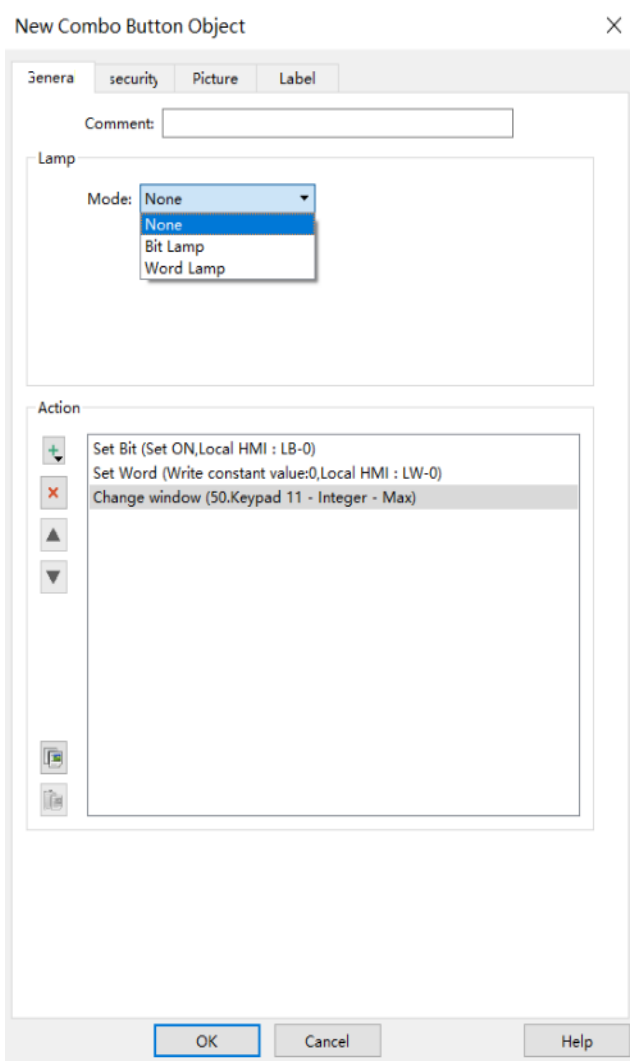 New Combo Button Object
Genera security Picture Label
Comment:
Lamp
Mode: None
None
Bit Lamp
Word Lamp
Action
Set Bit (Set ON,Local HMI : LB-0)
Set Word (Write constant value:0,Local HMI : LW-0)
Change window (50.Keypad 11 - Integer - Max)
OK Cancel Help